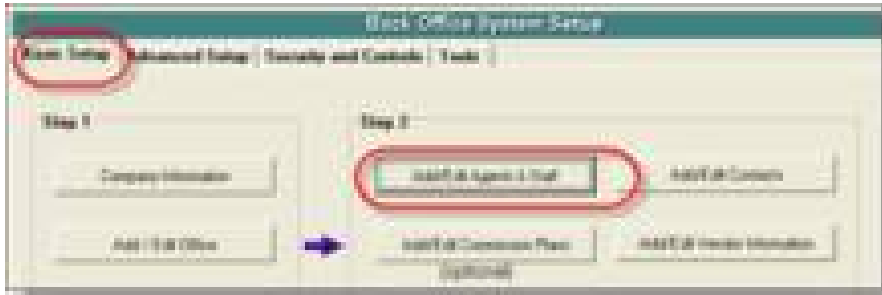 Back Office System Setup
Basic Setup Advanced Setup Security and Controls Tools
Step 1
Step 2
Company Information
Add/Edit Agents & Staff
Add/Edit Contacts
Add / Edit Office
Add/Edit Commission Plans
Add/Edit Vendor Information
(optional)